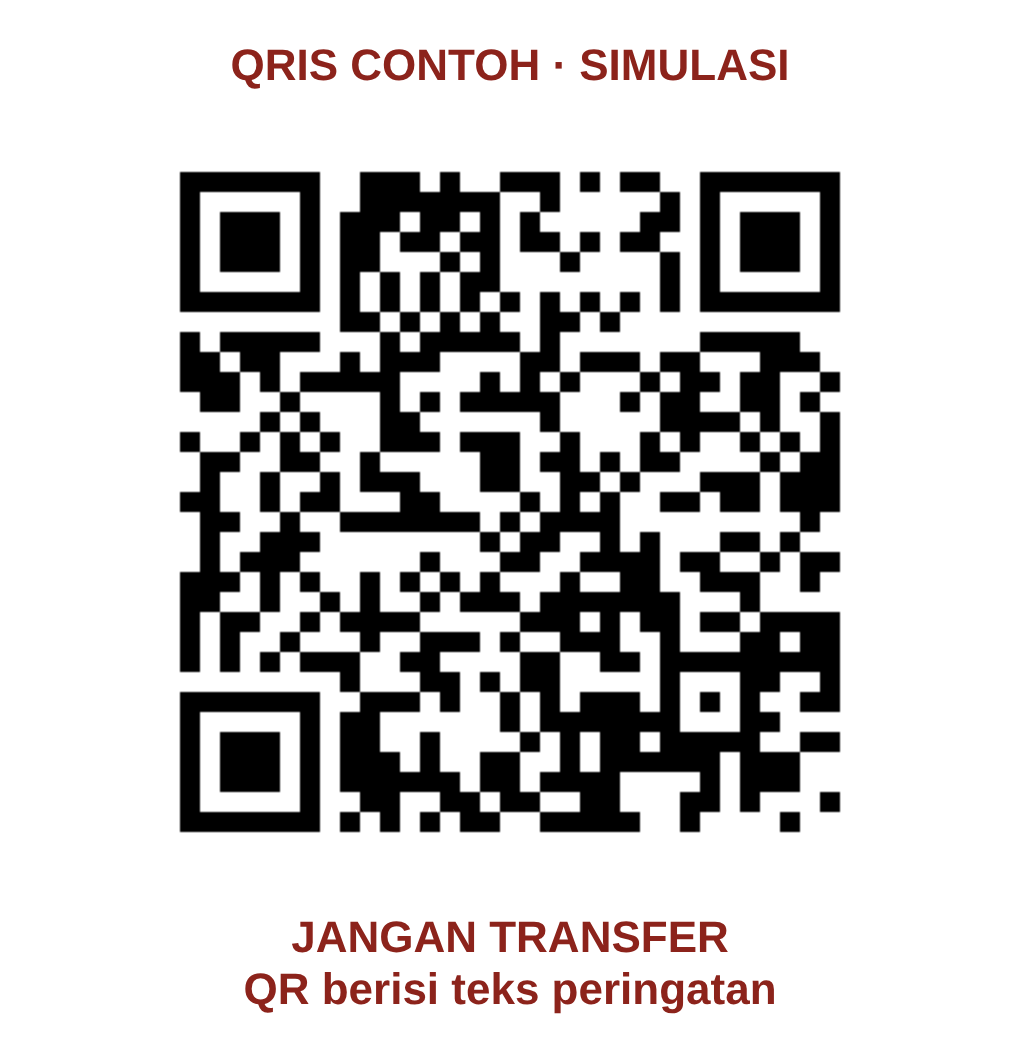 QRIS CONTOH · SIMULASI
JANGAN TRANSFER
QR berisi teks peringatan